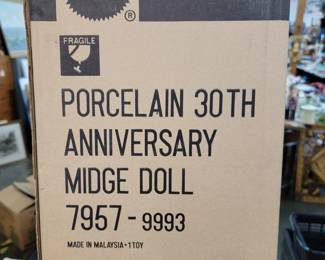 ®
FRAGILE
PORCELAIN 30TH
ANNIVERSARY
MIDGE DOLL
7957-9993
MADE IN MALAYSIA•1TOY